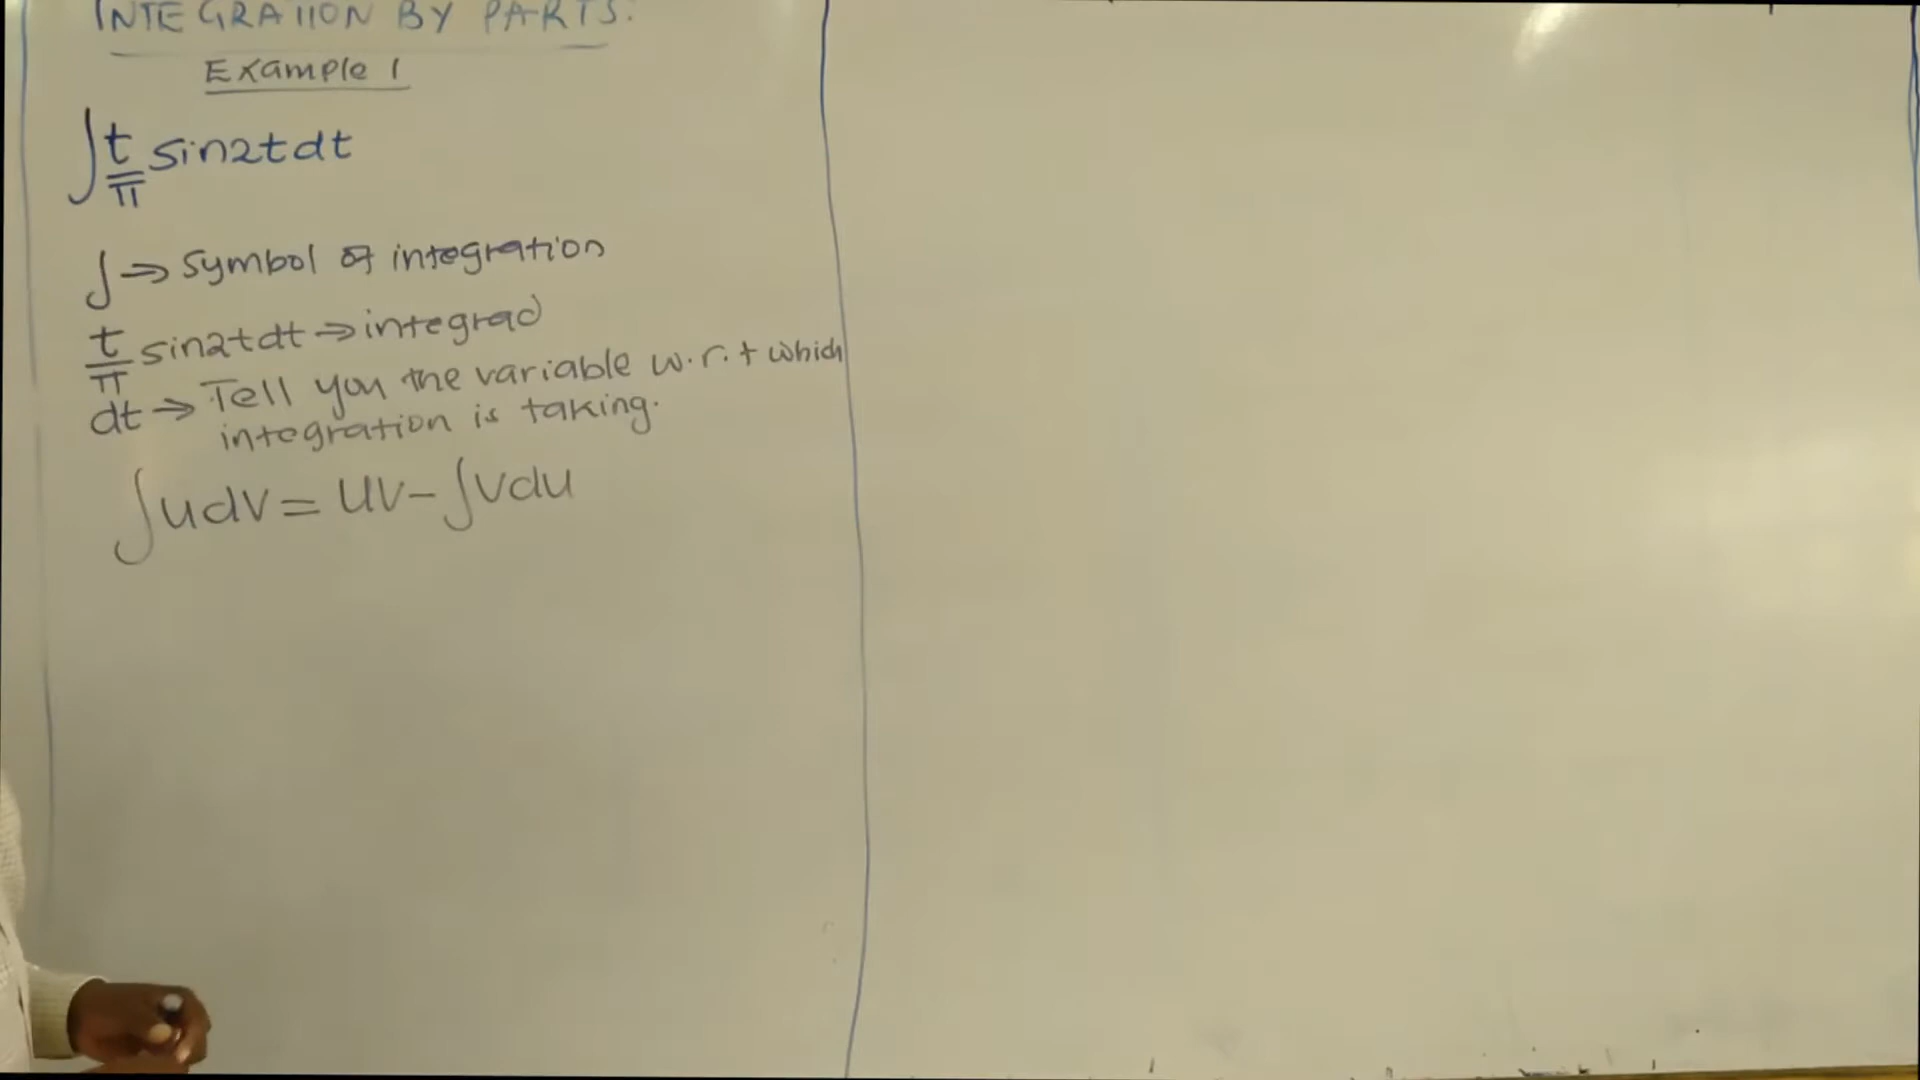 INTEGRATION BY PARTS.
Example 1
∫ t/π sin2tdt
∫ ⇒ Symbol of integration
t/π sin2tdt ⇒ integrad
dt ⇒ Tell you the variable w.r.t which
integration is taking.
∫udv = uv - ∫vdu